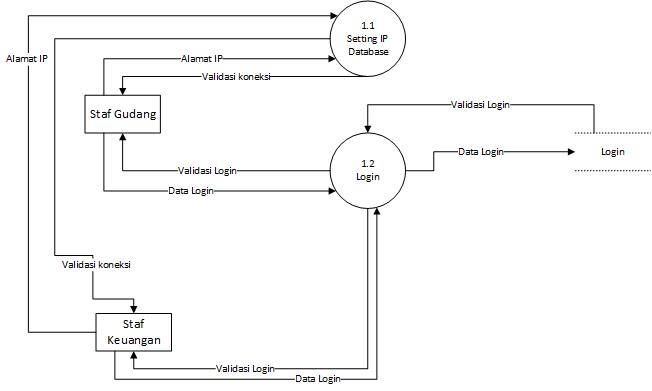 1.1
Setting IP
Database
Alamat IP
Alamat IP
Validasi koneksi
Staf Gudang
Validasi Login
Validasi Login
1.2
Login
Data Login
Login
Data Login
Validasi koneksi
Staf
Keuangan
Validasi Login
Data Login